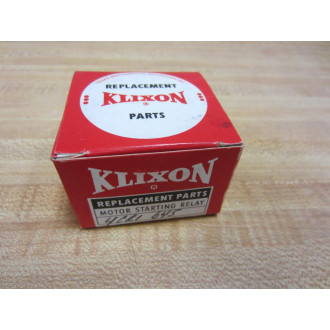 REPLACEMENT
KLIXON
®
PARTS
KLIXON
®
REPLACEMENT PARTS
MOTOR STARTING RELAY